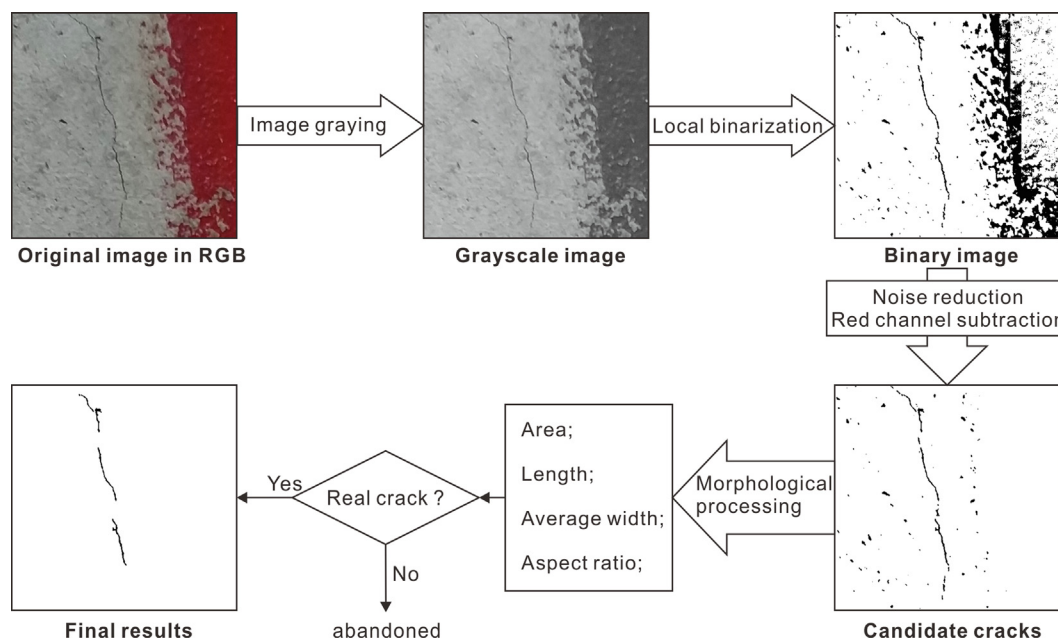 Image graying
Local binarization
Original image in RGB
Grayscale image
Binary image
Noise reduction
Red channel subtraction
Area;
Length;
Average width;
Aspect ratio;
Morphological
processing
Yes
Real crack ?
No
abandoned
Final results
Candidate cracks